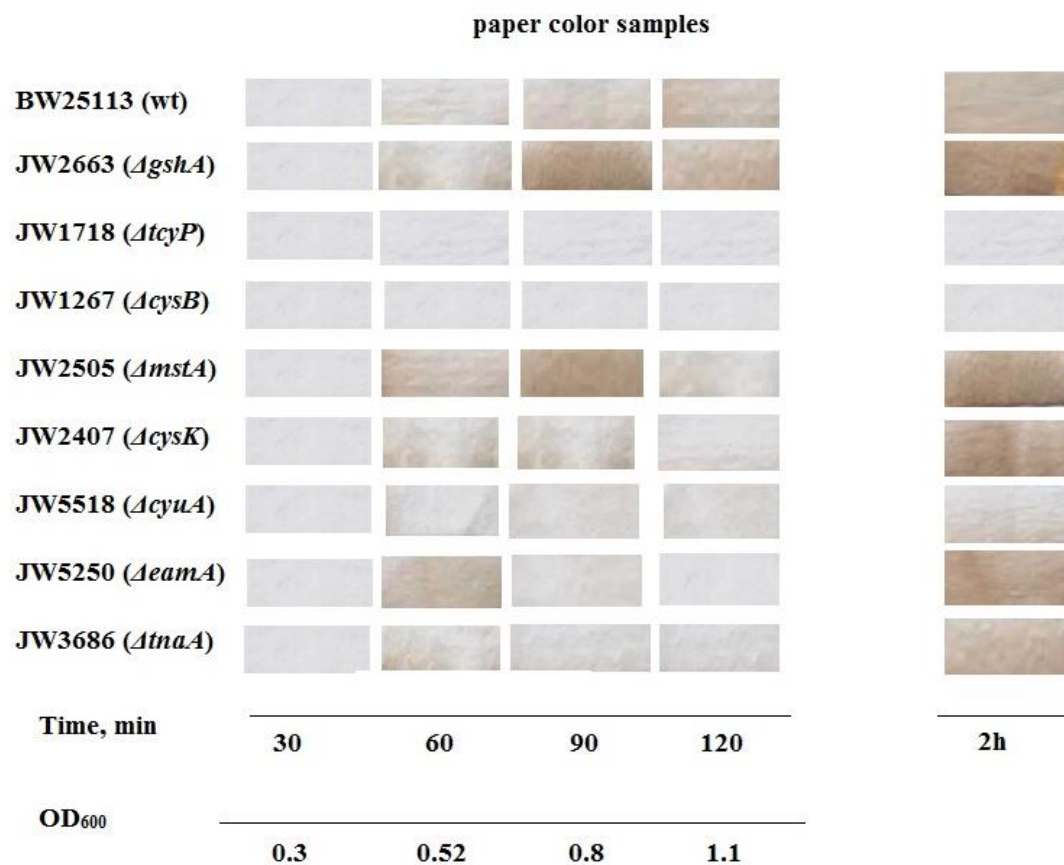 paper color samples
BW25113 (wt)
JW2663 (ΔgshA)
JW1718 (ΔtcyP)
JW1267 (ΔcysB)
JW2505 (ΔmstA)
JW2407 (ΔcysK)
JW5518 (ΔcyuA)
JW5250 (ΔeamA)
JW3686 (ΔtnaA)
Time, min 30 60 90 120 2h
OD600
0.3 0.52 0.8 1.1